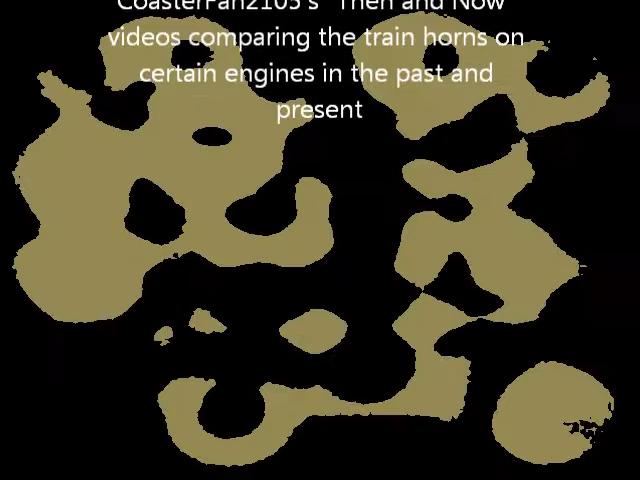 CoasterFan2105's "Then and Now"
videos comparing the train horns on
certain engines in the past and
present